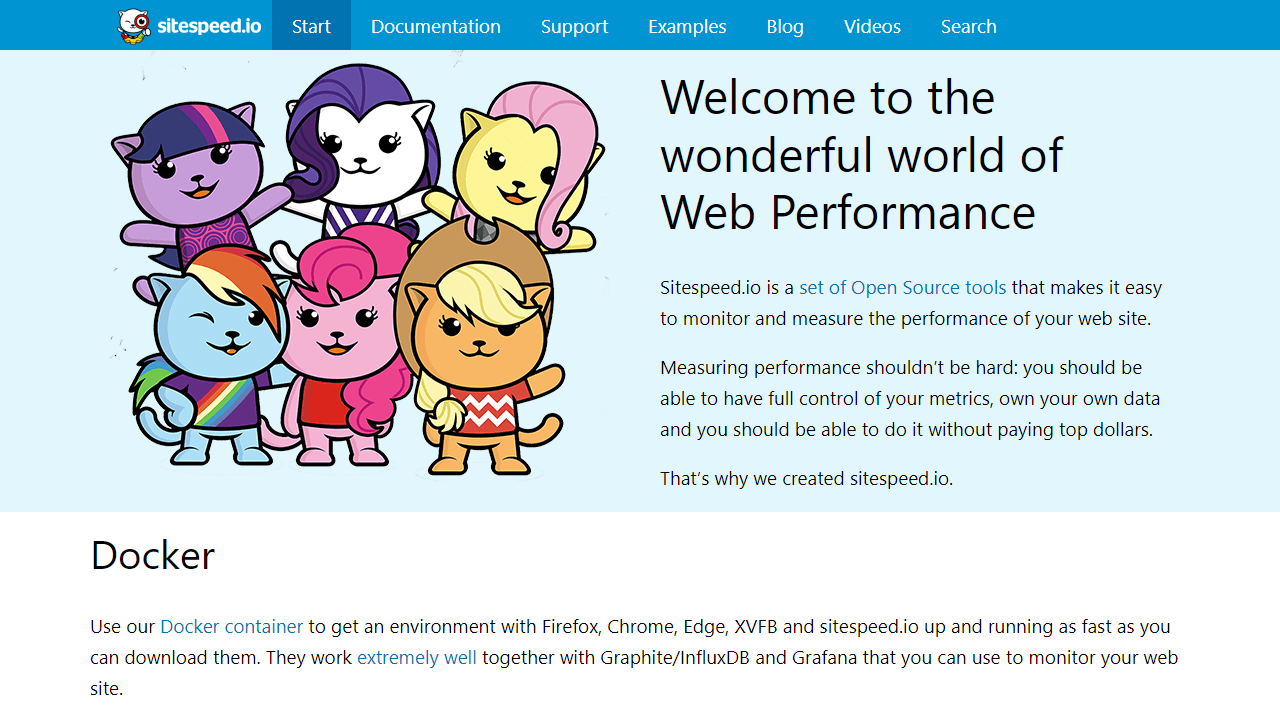 sitespeed.io Start Documentation Support Examples Blog Videos Search
Welcome to the
wonderful world of
Web Performance
Sitespeed.io is a set of Open Source tools that makes it easy
to monitor and measure the performance of your web site.
Measuring performance shouldn’t be hard: you should be
able to have full control of your metrics, own your own data
and you should be able to do it without paying top dollars.
That’s why we created sitespeed.io.
Docker
Use our Docker container to get an environment with Firefox, Chrome, Edge, XVFB and sitespeed.io up and running as fast as you
can download them. They work extremely well together with Graphite/InfluxDB and Grafana that you can use to monitor your web
site.